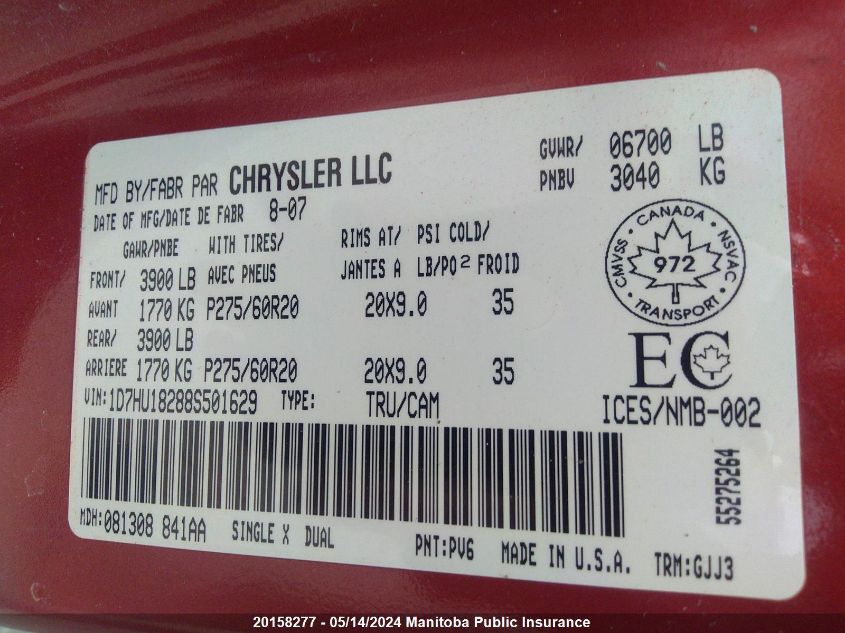 MFD BY/FABR PAR CHRYSLER LLC
GVWR/ 06700 LB
PNBV 3040 KG
DATE OF MFG/DATE DE FABR 8-07
GAWR/PNBE WITH TIRES/ RIMS AT/ PSI COLD/
FRONT/ 3900 LB AVEC PNEUS JANTES A LB/PO2 FROID
AVANT 1770 KG P275/60R20 20X9.0 35
REAR/ 3900 LB
ARRIERE 1770 KG P275/60R20 20X9.0 35
VIN: 1D7HU18288S501629 TYPE: TRU/CAM
CANADA
CMVSS 972 NSVAC
TRANSPORT
EC
ICES/NMB-002
55275264
MDH: 081308 841AA SINGLE X DUAL PNT: PV6 MADE IN U.S.A. TRM: GJJ3
20158277 - 05/14/2024 Manitoba Public Insurance